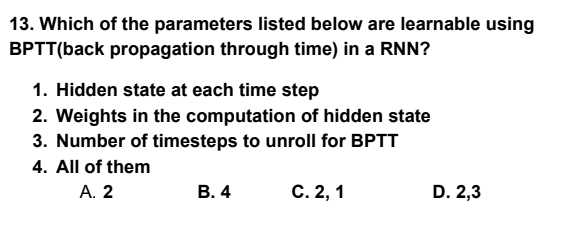 13. Which of the parameters listed below are learnable using
BPTT(back propagation through time) in a RNN?
1. Hidden state at each time step
2. Weights in the computation of hidden state
3. Number of timesteps to unroll for BPTT
4. All of them
A. 2 B. 4 C. 2, 1 D. 2,3